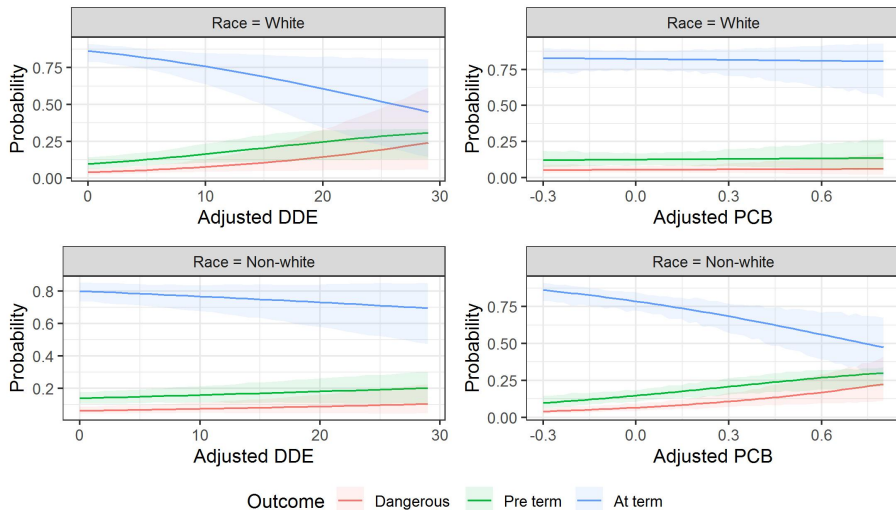 Race = White
Probability
0.75
0.50
0.25
0.00
0
10
20
30
Adjusted DDE
Race = White
Probability
0.75
0.50
0.25
0.00
-0.3
0.0
0.3
0.6
Adjusted PCB
Race = Non-white
Probability
0.8
0.6
0.4
0.2
0
10
20
30
Adjusted DDE
Race = Non-white
Probability
0.75
0.50
0.25
0.00
-0.3
0.0
0.3
0.6
Adjusted PCB
Outcome Dangerous Pre term At term